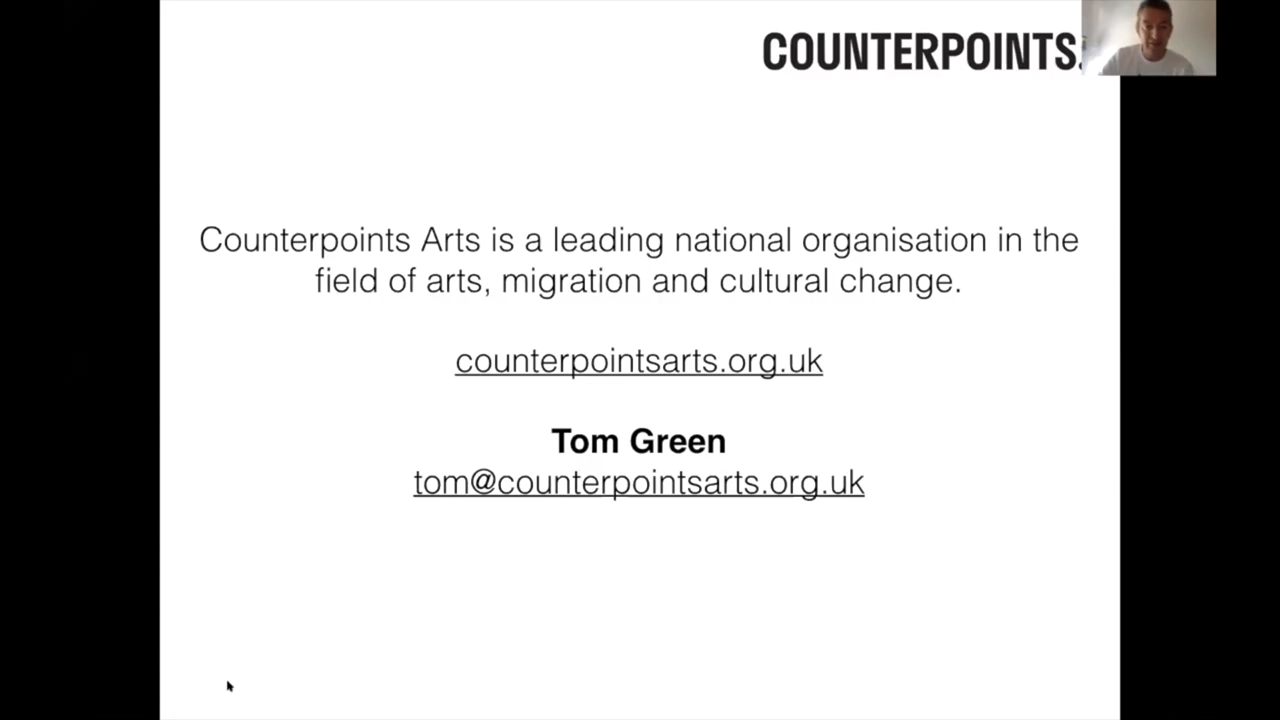 COUNTERPOINTS.
Counterpoints Arts is a leading national organisation in the
field of arts, migration and cultural change.
counterpointsarts.org.uk
Tom Green
tom@counterpointsarts.org.uk